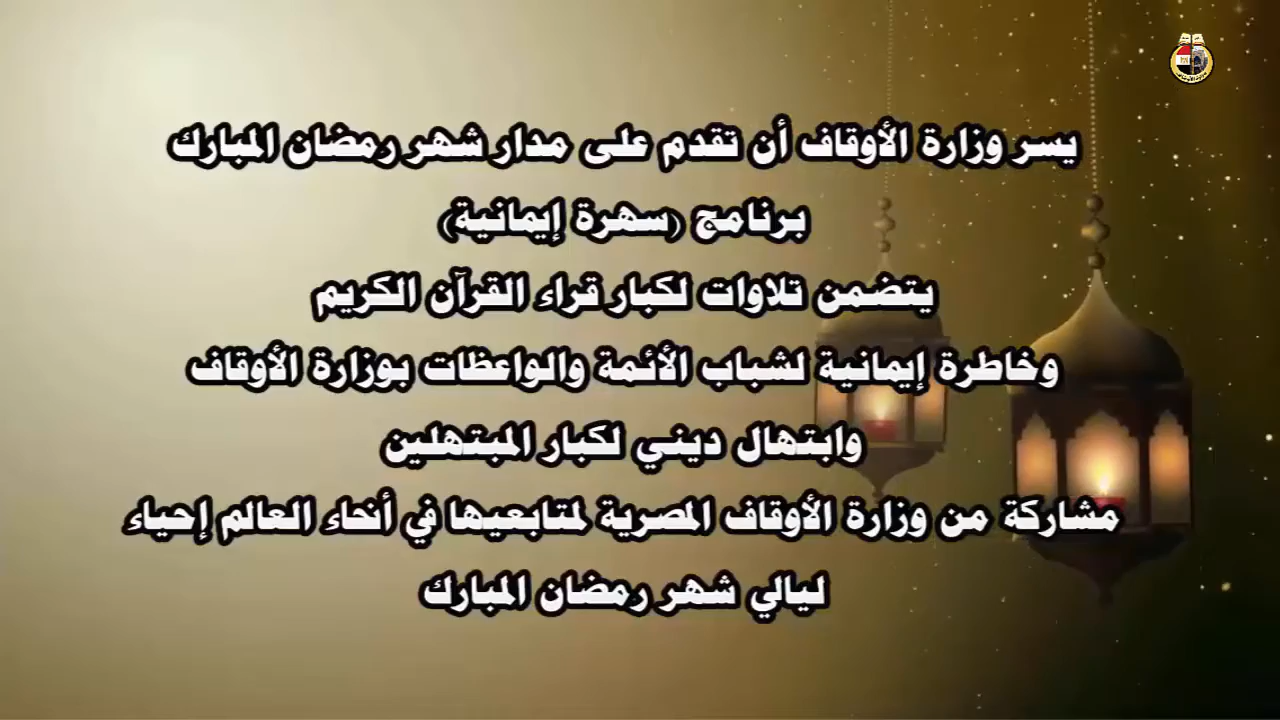 يسر وزارة الأوقاف أن تقدم على مدار شهر رمضان المبارك
برنامج (سهرة إيمانية)
يتضمن تلاوات لكبار قراء القرآن الكريم
وخاطرة إيمانية لشباب الأئمة والواعظات بوزارة الأوقاف
وابتهال ديني لكبار المبتهلين
مشاركة من وزارة الأوقاف المصرية لمتابعيها في أنحاء العالم إحياء
ليالي شهر رمضان المبارك